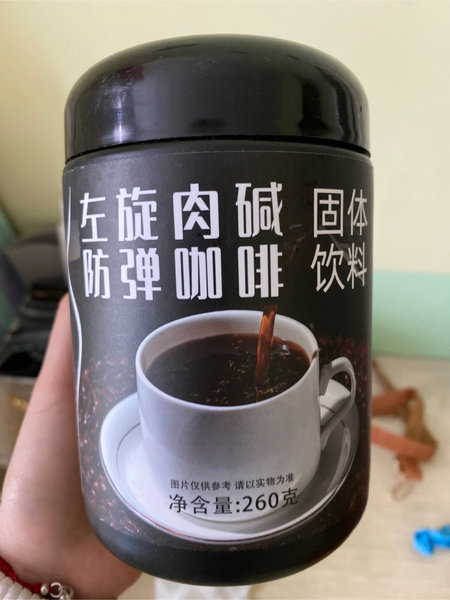 左旋肉碱 固体
防弹咖啡 饮料
图片仅供参考 请以实物为准
净含量:260克